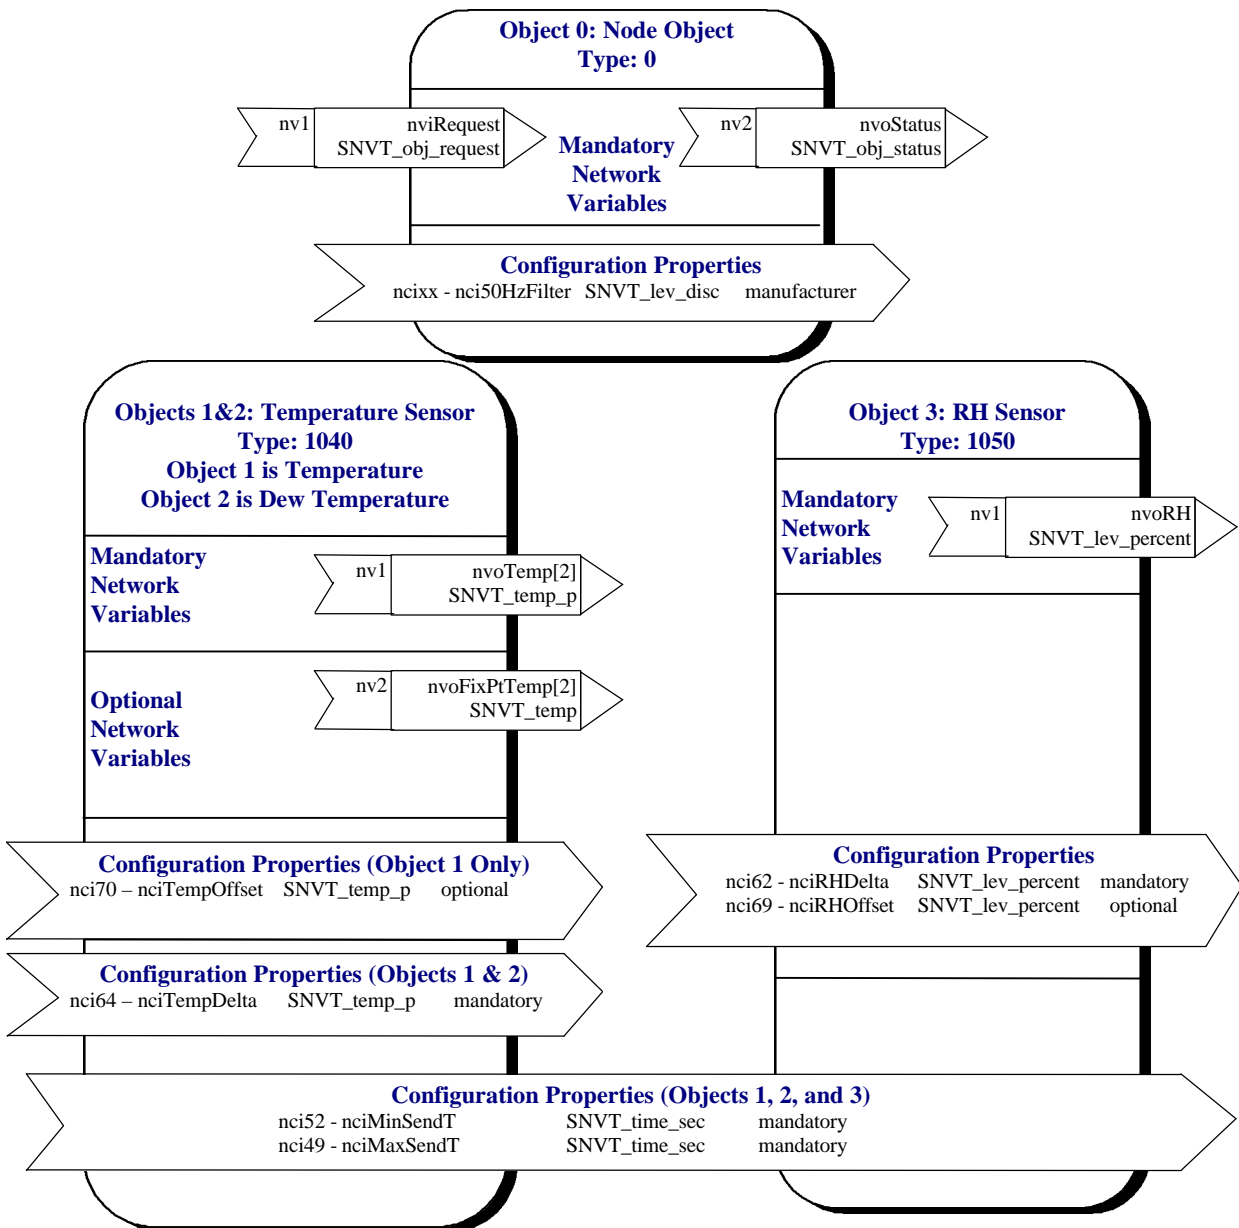 Object 0: Node Object
Type: 0
nv1
nviRequest
SNVT_obj_request
Mandatory
Network
Variables
nv2
nvoStatus
SNVT_obj_status
Configuration Properties
ncixx - nci50HzFilter SNVT_lev_disc manufacturer
Objects 1&2: Temperature Sensor
Type: 1040
Object 1 is Temperature
Object 2 is Dew Temperature
Mandatory
Network
Variables
nv1
nvoTemp[2]
SNVT_temp_p
Optional
Network
Variables
nv2
nvoFixPtTemp[2]
SNVT_temp
Configuration Properties (Object 1 Only)
nci70 – nciTempOffset SNVT_temp_p optional
Configuration Properties (Objects 1 & 2)
nci64 – nciTempDelta SNVT_temp_p mandatory
Object 3: RH Sensor
Type: 1050
Mandatory
Network
Variables
nv1
nvoRH
SNVT_lev_percent
Configuration Properties
nci62 - nciRHDelta SNVT_lev_percent mandatory
nci69 - nciRHOffset SNVT_lev_percent optional
Configuration Properties (Objects 1, 2, and 3)
nci52 - nciMinSendT SNVT_time_sec mandatory
nci49 - nciMaxSendT SNVT_time_sec mandatory